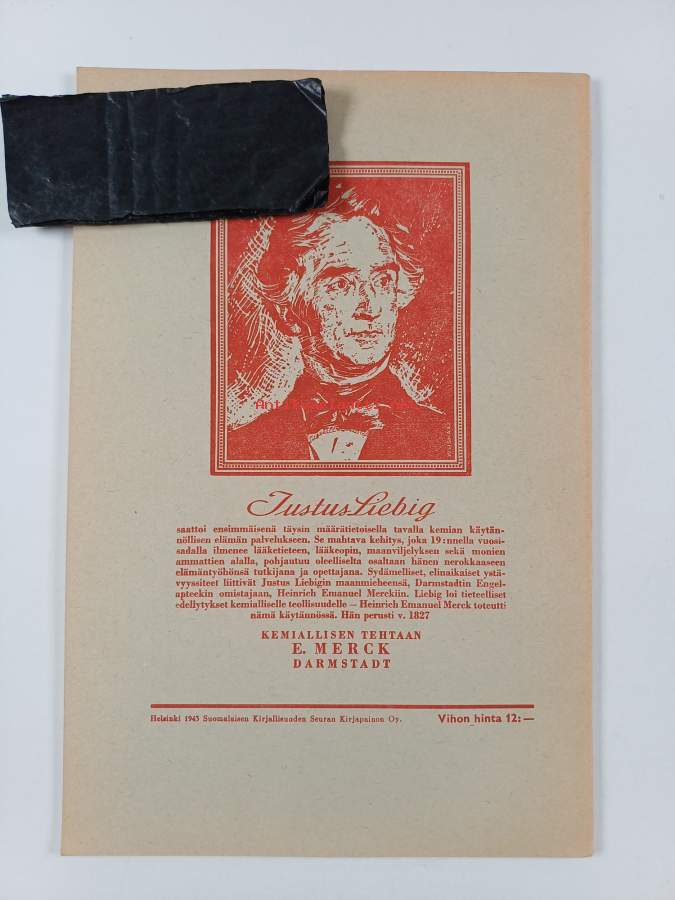 Justus Liebig
saattoi ensimmäisenä täysin määrätietoisella tavalla kemian käytän-
nöllisen elämän palvelukseen. Se mahtava kehitys, joka 19:nnella vuosi-
sadalla ilmenee lääketieteen, lääkeopin, maanviljelyksen sekä monien
ammattien alalla, pohjautuu oleelliselta osaltaan hänen nerokkaaseen
elämäntyöhönsä tutkijana ja opettajana. Sydämelliset, elinaikaiset ystä-
vyyssiteet liittivät Justus Liebigin maanmieheensä, Darmstadtin Engel-
apteekin omistajaan, Heinrich Emanuel Merckiin. Liebig loi tieteelliset
edellytykset kemialliselle teollisuudelle — Heinrich Emanuel Merck toteutti
nämä käytännössä. Hän perusti v. 1827
KEMIALLISEN TEHTAAN
E. MERCK
DARMSTADT
Helsinki 1943 Suomalaisen Kirjallisuuden Seuran Kirjapainon Oy. Vihon hinta 12: —